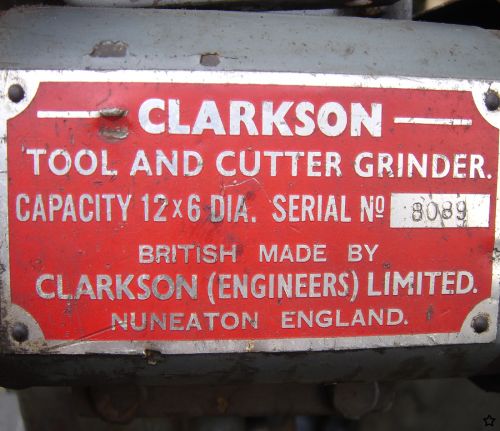 CLARKSON
TOOL AND CUTTER GRINDER.
CAPACITY 12 x 6 DIA. SERIAL Nº 8089
BRITISH MADE BY
CLARKSON (ENGINEERS) LIMITED.
NUNEATON ENGLAND.